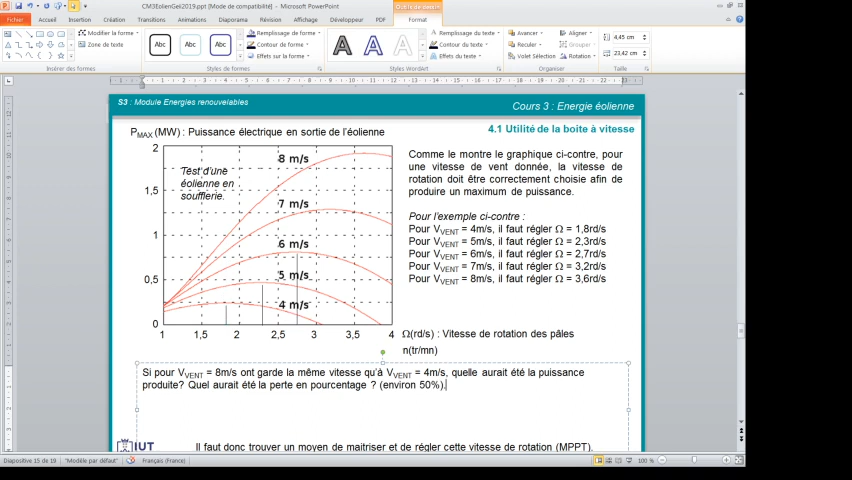 CM3EolienGeii2019.ppt [Mode de compatibilité] - Microsoft PowerPoint
Outils de dessin
Fichier Accueil Insertion Création Transitions Animations Diaporama Révision Affichage Développeur PDF Format
Modifier la forme
Zone de texte
Insérer des formes
Abc Abc Abc
Remplissage de forme
Contour de forme
Effets sur la forme
Styles de formes
A A A
Remplissage du texte
Contour du texte
Effets du texte
Styles WordArt
Avancer
Reculer
Volet Sélection
Aligner
Grouper
Rotation
Organiser
4,45 cm
23,42 cm
Taille
S3 : Module Energies renouvelables
Cours 3 : Energie éolienne
4.1 Utilité de la boite à vitesse
PMAX (MW) : Puissance électrique en sortie de l'éolienne
2
1,5
1
0,5
0
Test d'une
éolienne en
soufflerie.
8 m/s
7 m/s
6 m/s
5 m/s
4 m/s
1 1,5 2 2,5 3 3,5 4
Ω(rd/s) : Vitesse de rotation des pâles
n(tr/mn)
Comme le montre le graphique ci-contre, pour
une vitesse de vent donnée, la vitesse de
rotation doit être correctement choisie afin de
produire un maximum de puissance.
Pour l'exemple ci-contre :
Pour VVENT = 4m/s, il faut régler Ω = 1,8rd/s
Pour VVENT = 5m/s, il faut régler Ω = 2,3rd/s
Pour VVENT = 6m/s, il faut régler Ω = 2,7rd/s
Pour VVENT = 7m/s, il faut régler Ω = 3,2rd/s
Pour VVENT = 8m/s, il faut régler Ω = 3,6rd/s
Si pour VVENT = 8m/s ont garde la même vitesse qu'à VVENT = 4m/s, quelle aurait été la puissance
produite? Quel aurait été la perte en pourcentage ? (environ 50%).
IUT
Il faut donc trouver un moyen de maitriser et de régler cette vitesse de rotation (MPPT).
Diapositive 15 de 19 "Modèle par défaut" Français (France) 100 %